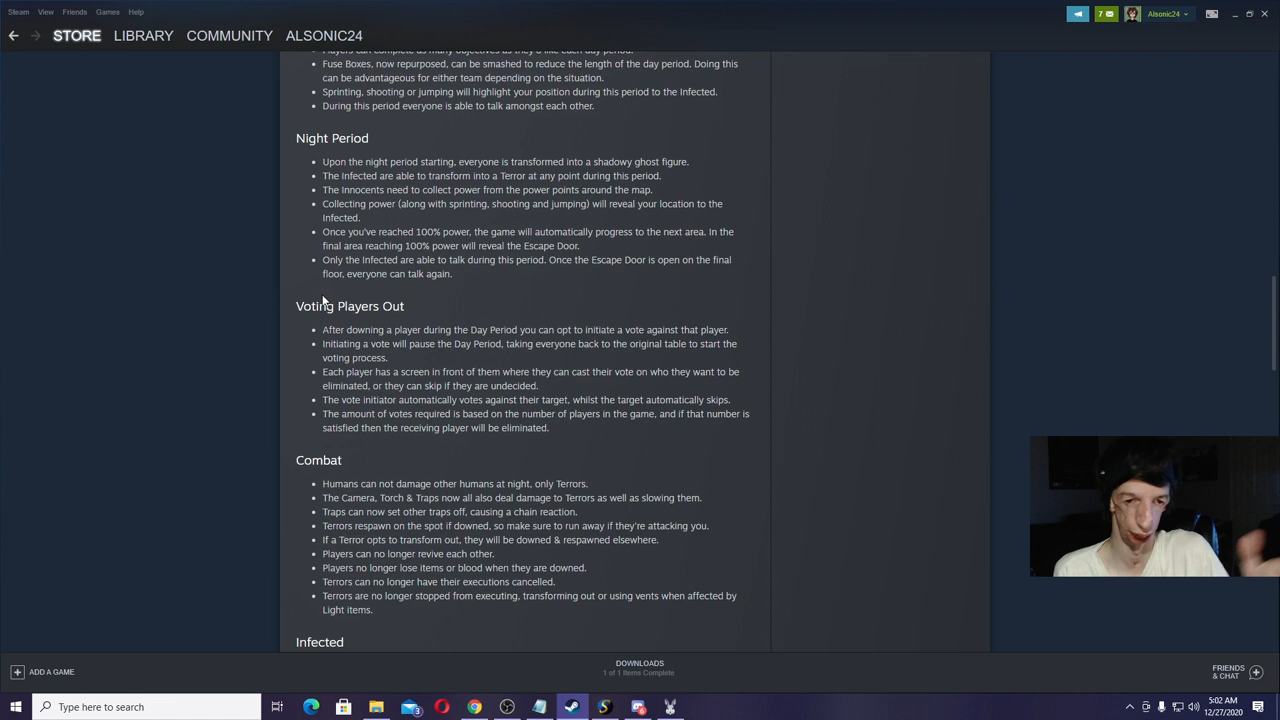 Steam View Friends Games Help
7 Alsonic24
STORE LIBRARY COMMUNITY ALSONIC24
Players can complete as many objectives as they'd like each day period.
Fuse Boxes, now repurposed, can be smashed to reduce the length of the day period. Doing this
can be advantageous for either team depending on the situation.
Sprinting, shooting or jumping will highlight your position during this period to the Infected.
During this period everyone is able to talk amongst each other.
Night Period
Upon the night period starting, everyone is transformed into a shadowy ghost figure.
The Infected are able to transform into a Terror at any point during this period.
The Innocents need to collect power from the power points around the map.
Collecting power (along with sprinting, shooting and jumping) will reveal your location to the
Infected.
Once you've reached 100% power, the game will automatically progress to the next area. In the
final area reaching 100% power will reveal the Escape Door.
Only the Infected are able to talk during this period. Once the Escape Door is open on the final
floor, everyone can talk again.
Voting Players Out
After downing a player during the Day Period you can opt to initiate a vote against that player.
Initiating a vote will pause the Day Period, taking everyone back to the original table to start the
voting process.
Each player has a screen in front of them where they can cast their vote on who they want to be
eliminated, or they can skip if they are undecided.
The vote initiator automatically votes against their target, whilst the target automatically skips.
The amount of votes required is based on the number of players in the game, and if that number is
satisfied then the receiving player will be eliminated.
Combat
Humans can not damage other humans at night, only Terrors.
The Camera, Torch & Traps now all also deal damage to Terrors as well as slowing them.
Traps can now set other traps off, causing a chain reaction.
Terrors respawn on the spot if downed, so make sure to run away if they're attacking you.
If a Terror opts to transform out, they will be downed & respawned elsewhere.
Players can no longer revive each other.
Players no longer lose items or blood when they are downed.
Terrors can no longer have their executions cancelled.
Terrors are no longer stopped from executing, transforming out or using vents when affected by
Light items.
Infected
ADD A GAME
DOWNLOADS
1 of 1 Items Complete
FRIENDS
& CHAT
Type here to search
3
5:02 AM
12/27/2020